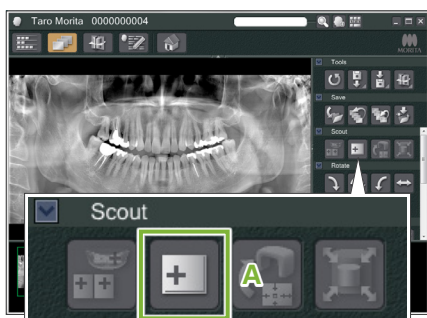 Taro Morita 0000000004
MORITA
Tools
Save
Scout
Rotate
Scout
A